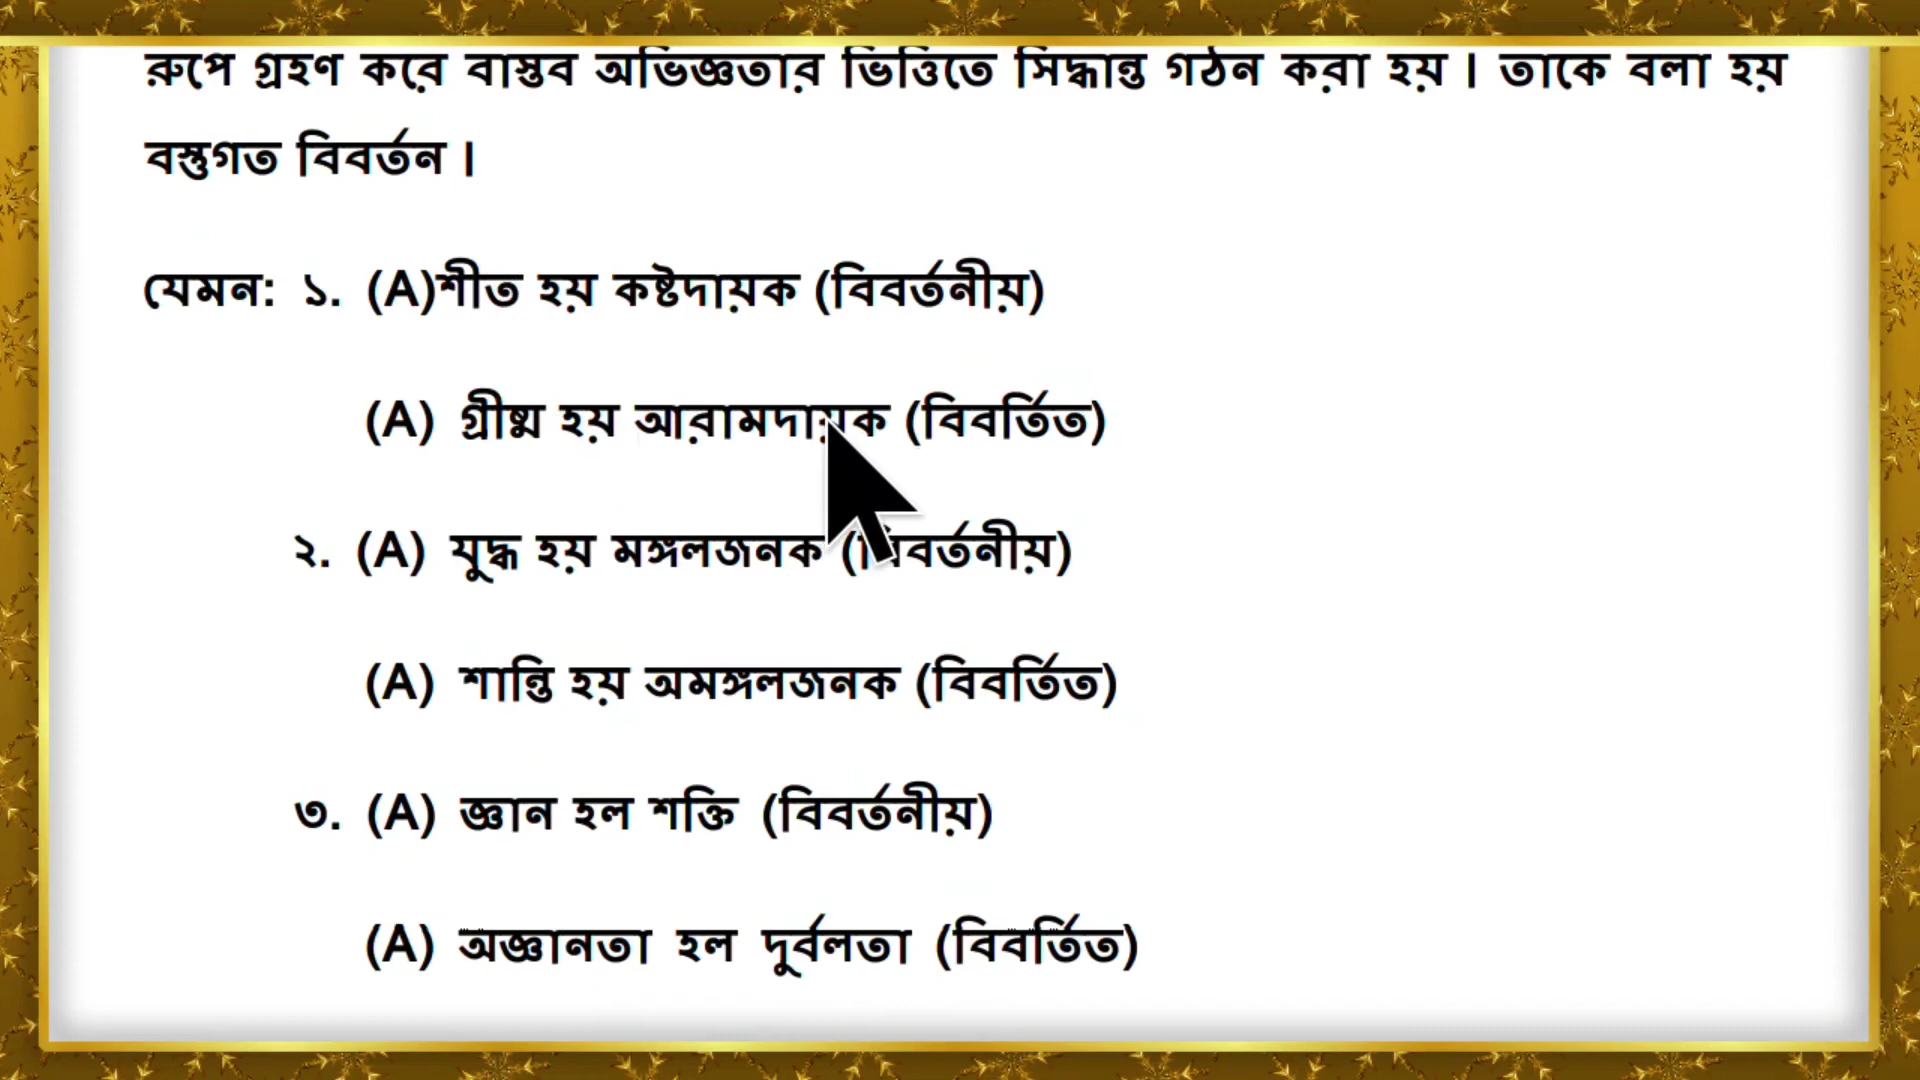 রুপে গ্রহণ করে বাস্তব অভিজ্ঞতার ভিত্তিতে সিদ্ধান্ত গঠন করা হয় । তাকে বলা হয়
বস্তুগত বিবর্তন ।
যেমন: ১. (A)শীত হয় কষ্টদায়ক (বিবর্তনীয়)
(A) গ্রীষ্ম হয় আরামদায়ক (বিবর্তিত)
২. (A) যুদ্ধ হয় মঙ্গলজনক (বিবর্তনীয়)
(A) শান্তি হয় অমঙ্গলজনক (বিবর্তিত)
৩. (A) জ্ঞান হল শক্তি (বিবর্তনীয়)
(A) অজ্ঞানতা হল দুর্বলতা (বিবর্তিত)